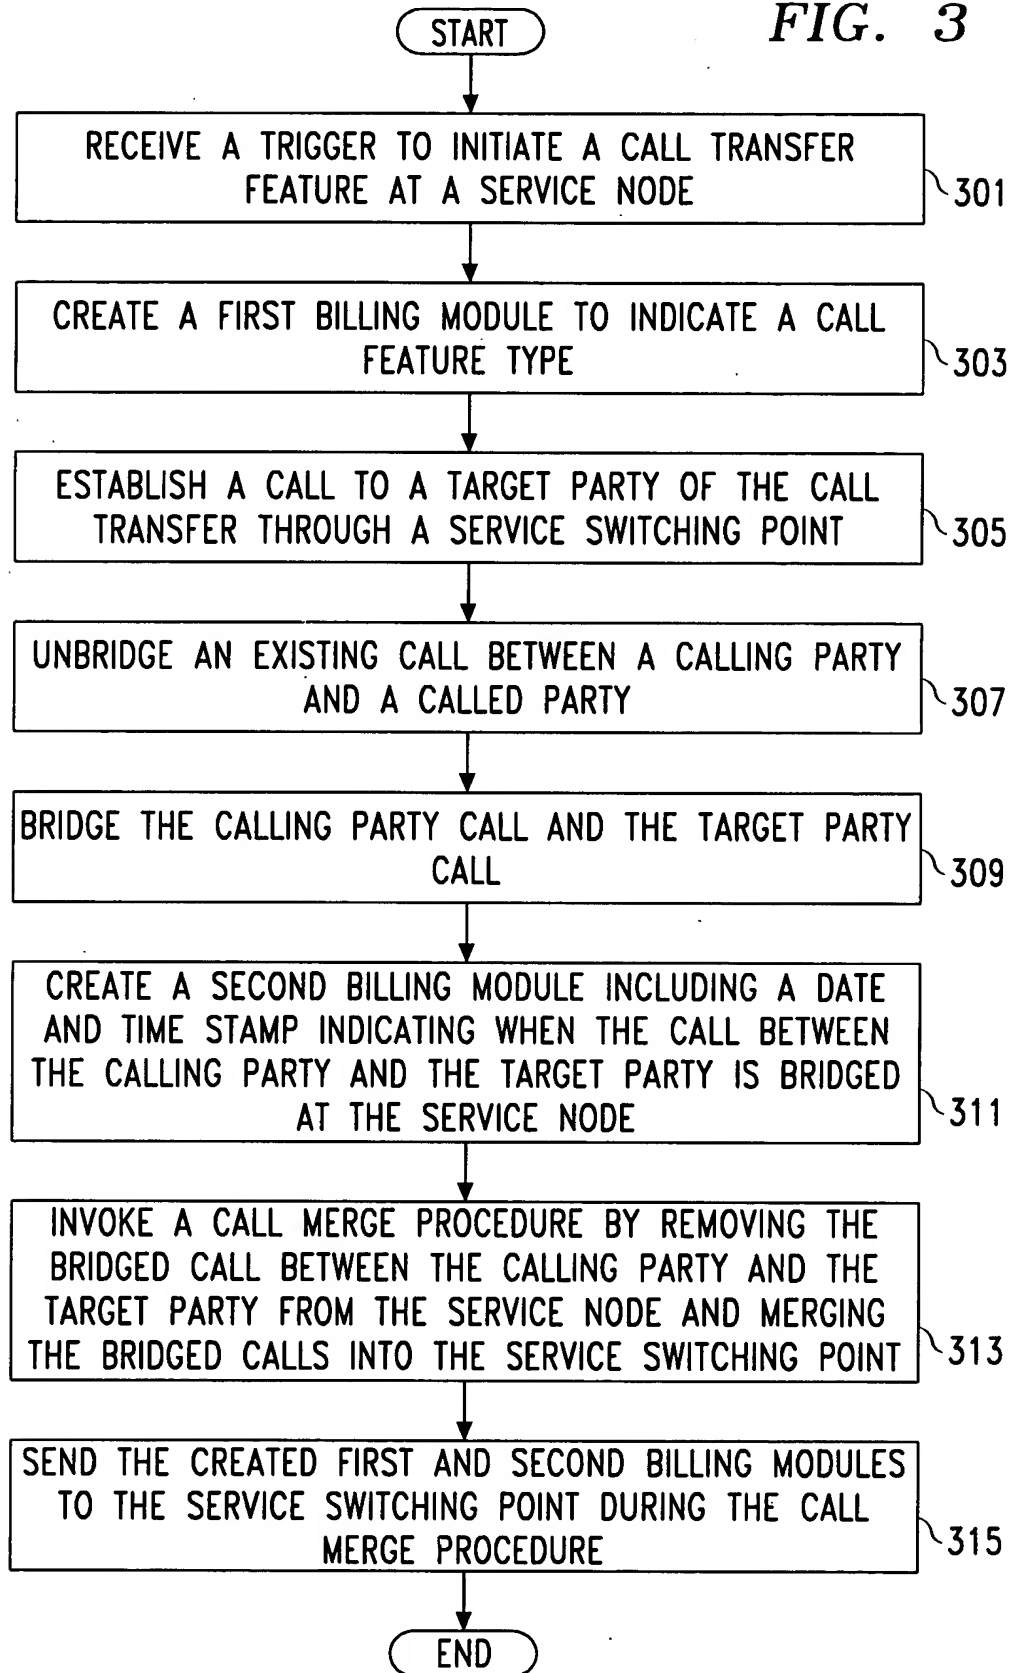 FIG. 3
START
RECEIVE A TRIGGER TO INITIATE A CALL TRANSFER
FEATURE AT A SERVICE NODE
301
CREATE A FIRST BILLING MODULE TO INDICATE A CALL
FEATURE TYPE
303
ESTABLISH A CALL TO A TARGET PARTY OF THE CALL
TRANSFER THROUGH A SERVICE SWITCHING POINT
305
UNBRIDGE AN EXISTING CALL BETWEEN A CALLING PARTY
AND A CALLED PARTY
307
BRIDGE THE CALLING PARTY CALL AND THE TARGET PARTY
CALL
309
CREATE A SECOND BILLING MODULE INCLUDING A DATE
AND TIME STAMP INDICATING WHEN THE CALL BETWEEN
THE CALLING PARTY AND THE TARGET PARTY IS BRIDGED
AT THE SERVICE NODE
311
INVOKE A CALL MERGE PROCEDURE BY REMOVING THE
BRIDGED CALL BETWEEN THE CALLING PARTY AND THE
TARGET PARTY FROM THE SERVICE NODE AND MERGING
THE BRIDGED CALLS INTO THE SERVICE SWITCHING POINT
313
SEND THE CREATED FIRST AND SECOND BILLING MODULES
TO THE SERVICE SWITCHING POINT DURING THE CALL
MERGE PROCEDURE
315
END